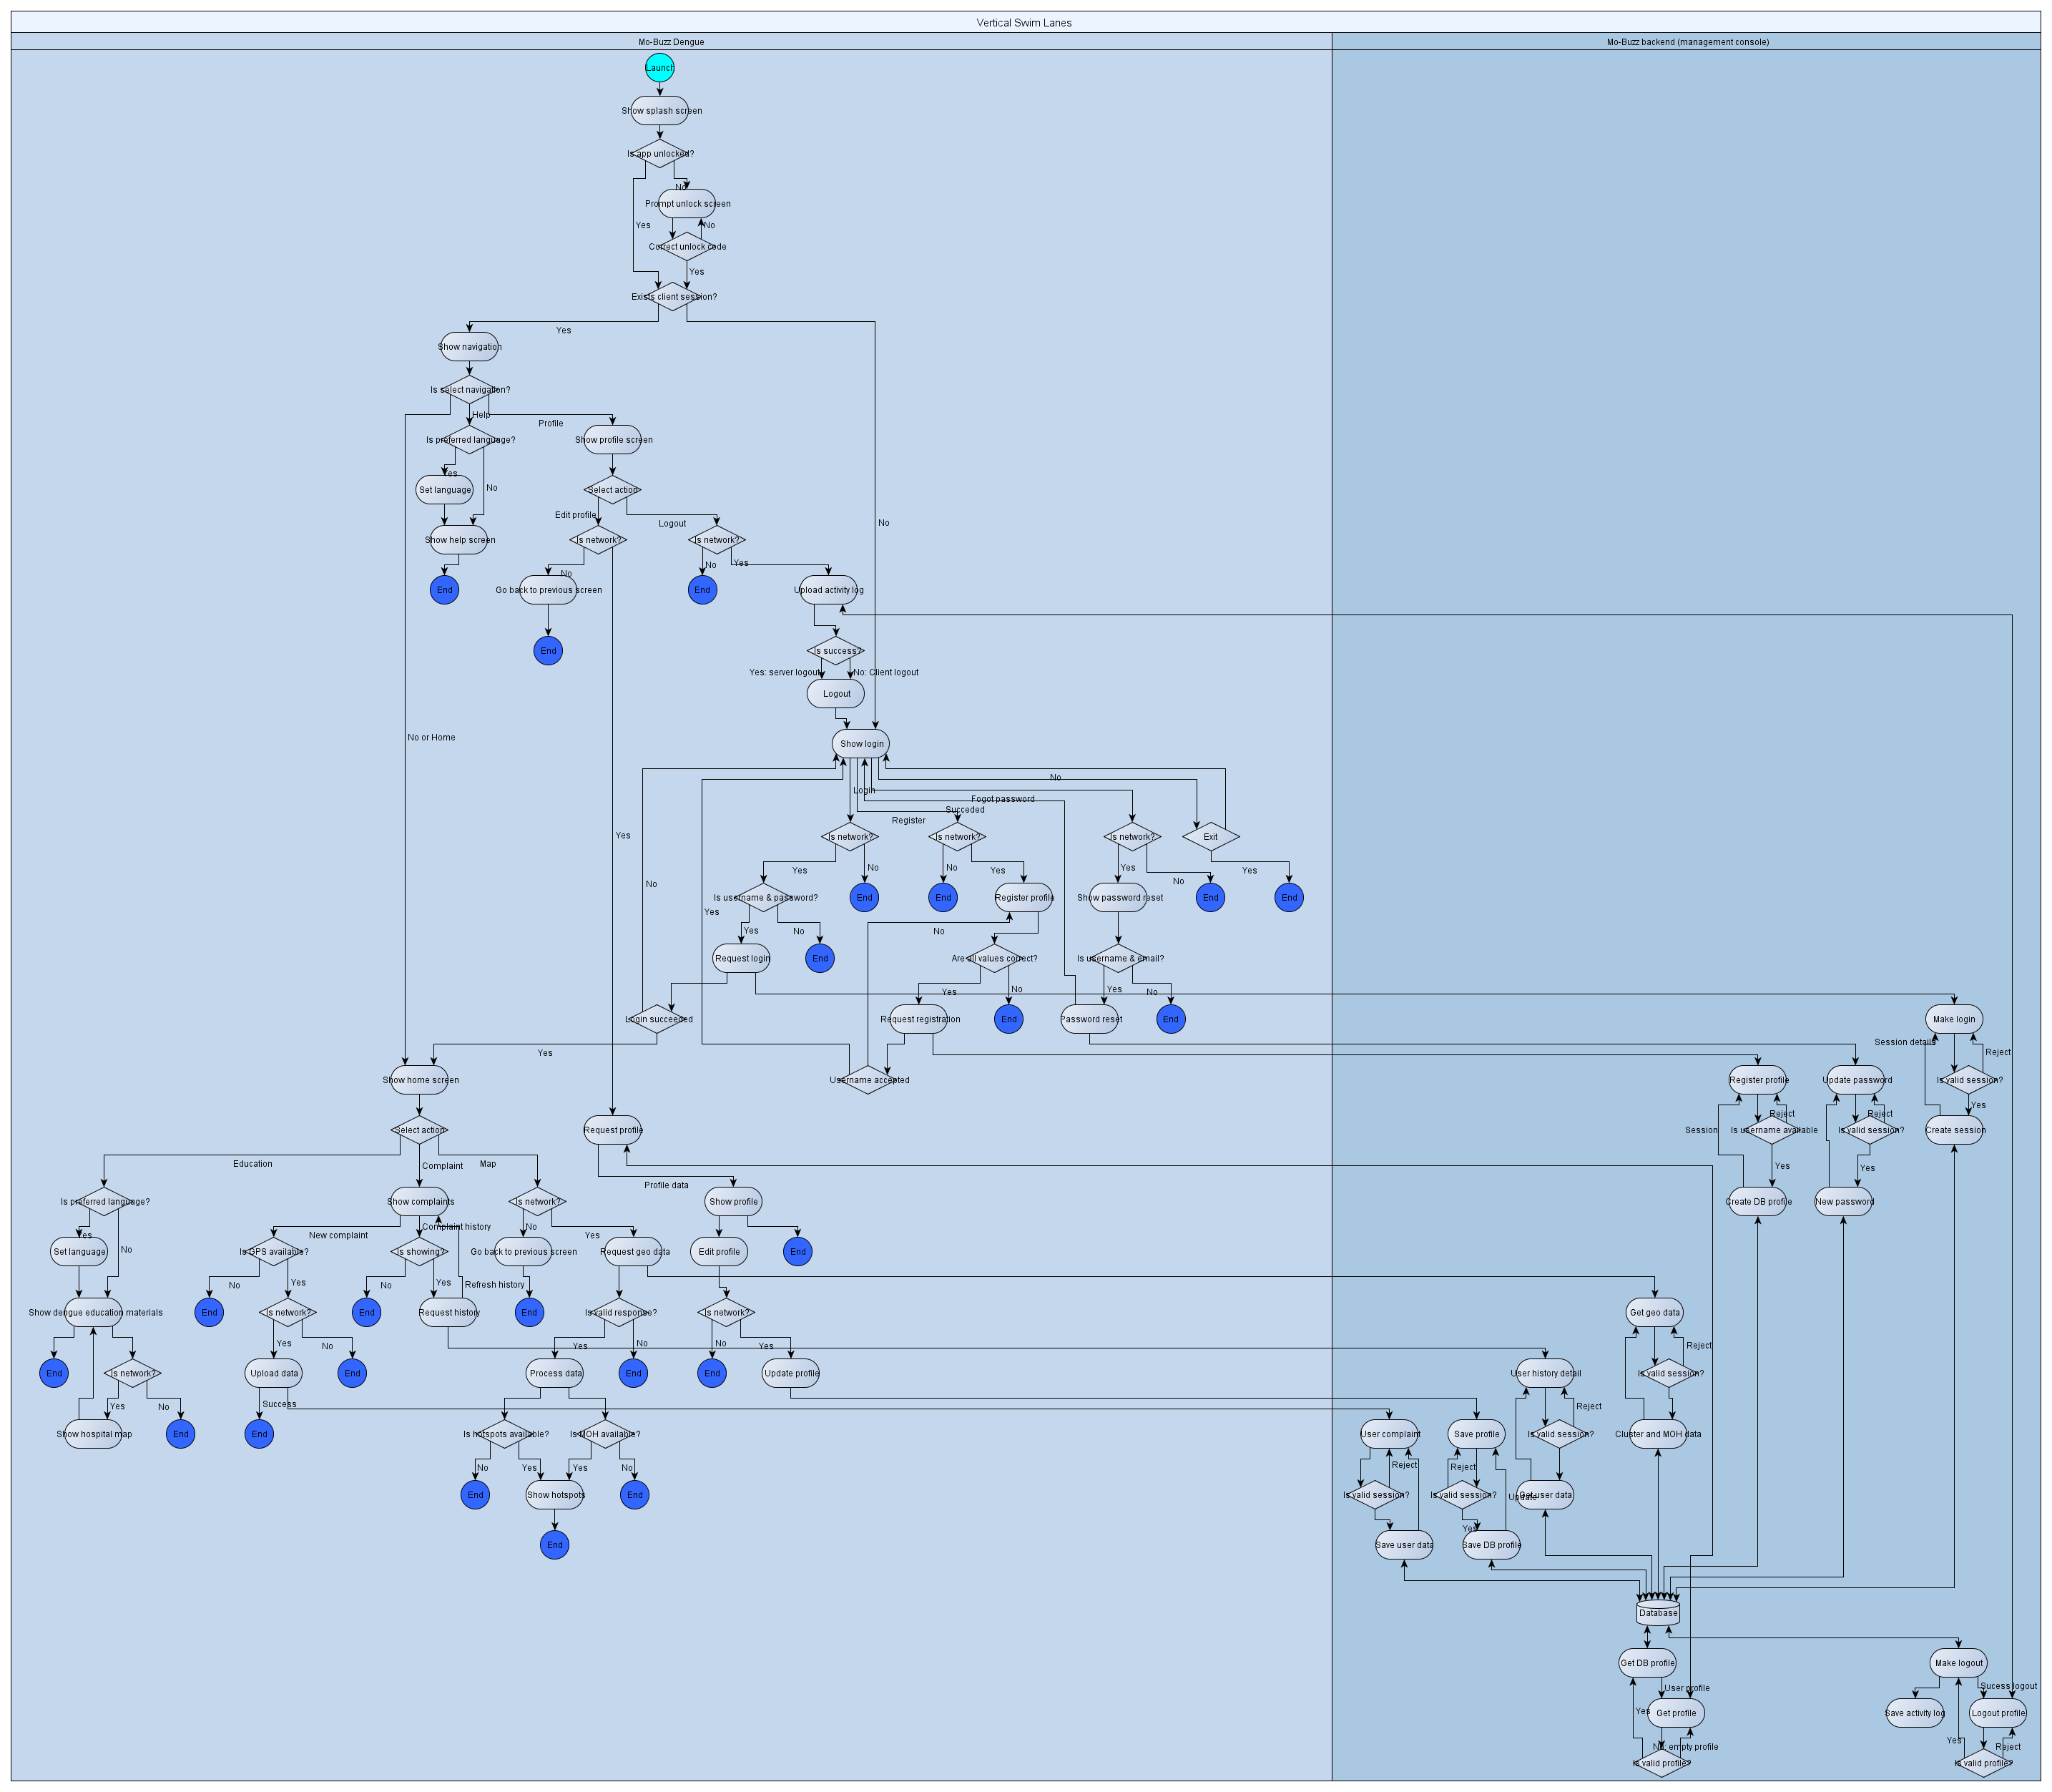 Vertical Swim Lanes
Mo-Buzz Dengue
Mo-Buzz backend (management console)
Launch
Show splash screen
Is app unlocked?
No
Prompt unlock screen
Yes
No
Correct unlock code
Yes
Exists client session?
Yes
Show navigation
Is select navigation?
Help
Profile
Is preferred language?
Show profile screen
Yes
Set language
No
Select action
Edit profile
Logout
No
Show help screen
Is network?
Is network?
No
No
Yes
End
Go back to previous screen
End
Upload activity log
End
Is success?
Yes: server logout
No: Client logout
Logout
No or Home
Show login
No
Login
Fogot password
Succeded
Register
Yes
Is network?
Is network?
Is network?
Exit
Yes
No
No
Yes
Yes
No
Yes
No
Is username & password?
End
End
Register profile
Show password reset
End
End
Yes
Yes
No
No
Request login
End
Are all values correct?
Is username & email?
Yes
No
Yes
No
Login succeeded
Request registration
End
Password reset
End
Make login
Session details
Reject
Yes
Show home screen
Username accepted
Register profile
Update password
Is valid session?
Yes
Reject
Reject
Select action
Request profile
Session
Is username available
Is valid session?
Create session
Education
Complaint
Map
Yes
Yes
Profile data
Is preferred language?
Show complaints
Is network?
Show profile
Create DB profile
New password
Yes
New complaint
Complaint history
No
Yes
Set language
No
Is GPS available?
Is showing?
Go back to previous screen
Request geo data
Edit profile
End
No
Yes
No
Yes
Refresh history
Show dengue education materials
End
Is network?
End
Request history
End
Is valid response?
Is network?
Get geo data
Yes
No
Yes
No
No
Yes
Reject
End
Is network?
Upload data
End
Process data
End
End
Update profile
User history detail
Is valid session?
Yes
No
Success
Reject
Show hospital map
End
End
Is hotspots available?
Is MOH available?
User complaint
Save profile
Is valid session?
Cluster and MOH data
No
Yes
Yes
No
Reject
Reject
End
Show hotspots
End
Is valid session?
Is valid session?
Update
Get user data
Yes
End
Save user data
Save DB profile
Database
Get DB profile
Make logout
User profile
Sucess logout
Yes
Get profile
Save activity log
Logout profile
No: empty profile
Yes
Reject
Is valid profile?
Is valid profile?